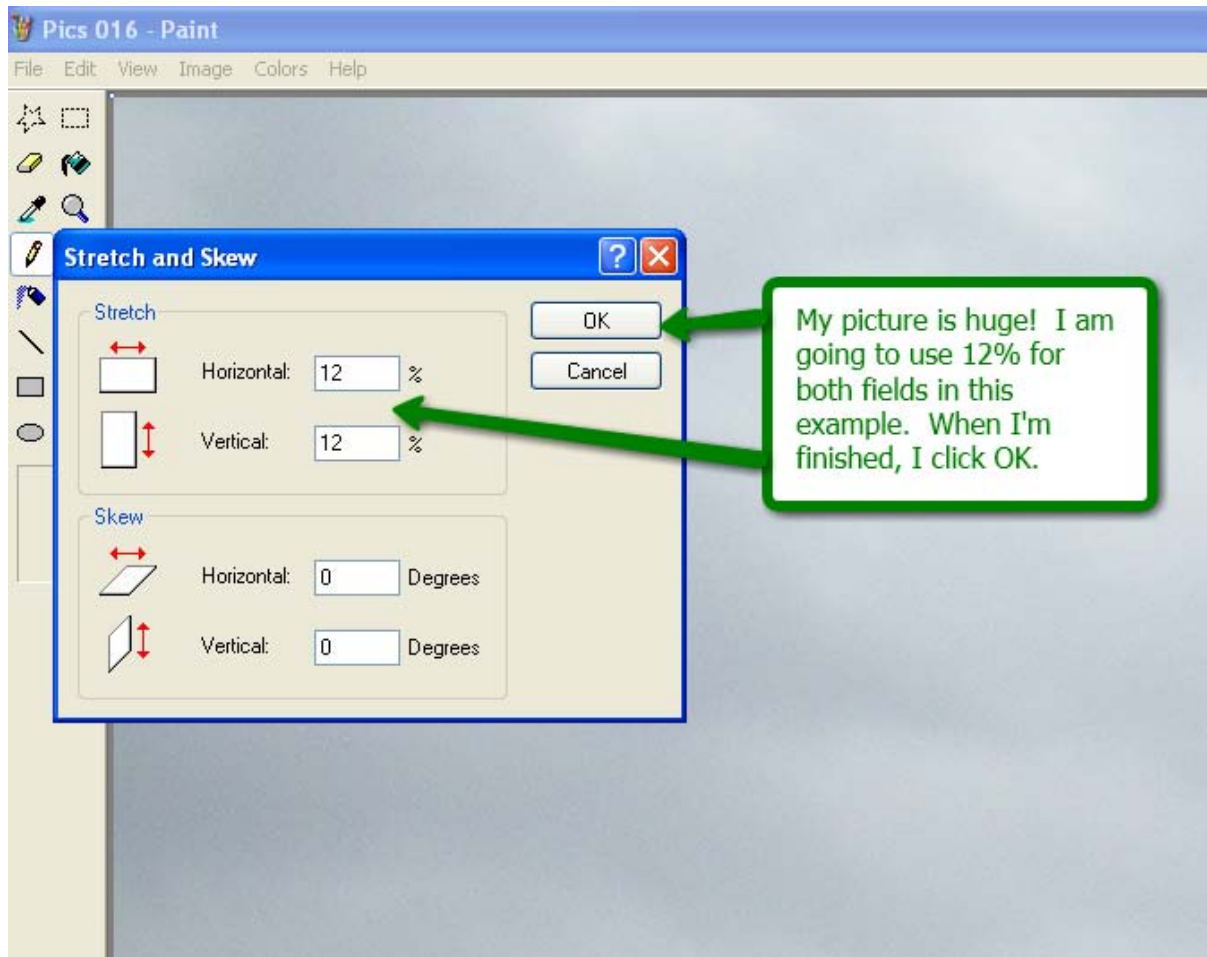 Pics 016 - Paint
File Edit View Image Colors Help
Stretch and Skew
Stretch
Horizontal: 12 %
Vertical: 12 %
OK
Cancel
Skew
Horizontal: 0 Degrees
Vertical: 0 Degrees
My picture is huge! I am
going to use 12% for
both fields in this
example. When I'm
finished, I click OK.